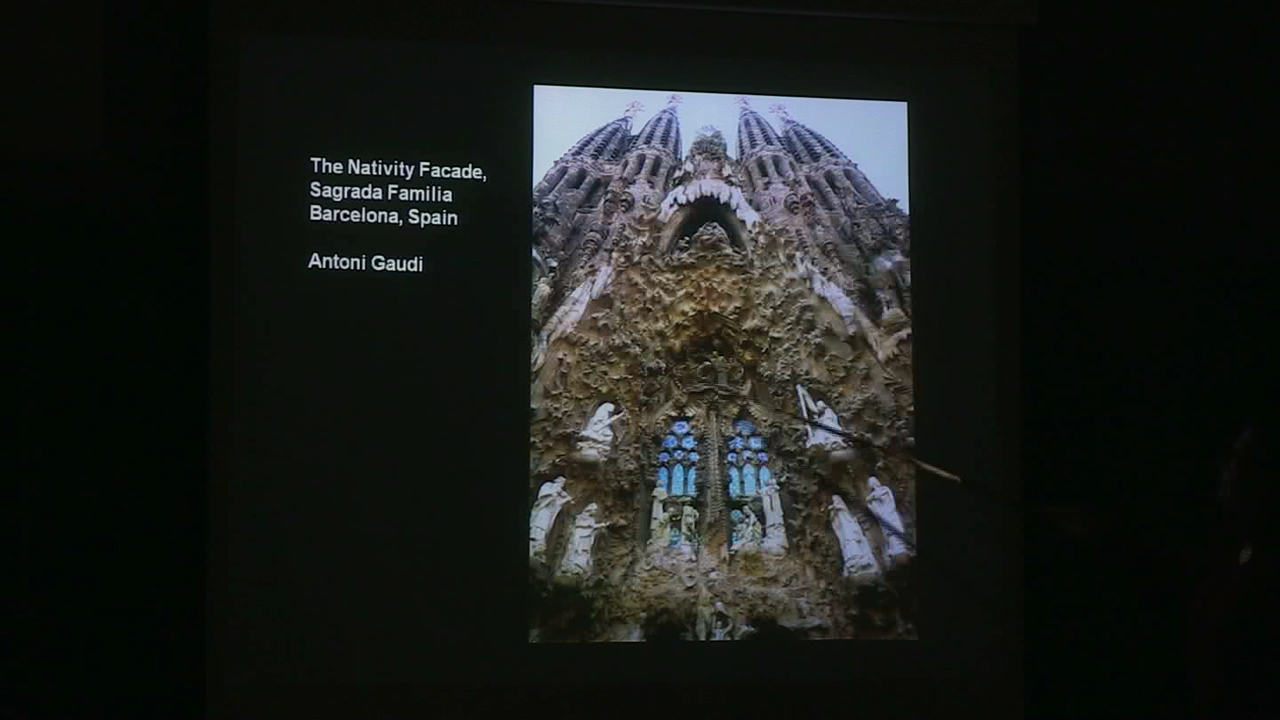 The Nativity Facade,
Sagrada Familia
Barcelona, Spain
Antoni Gaudi